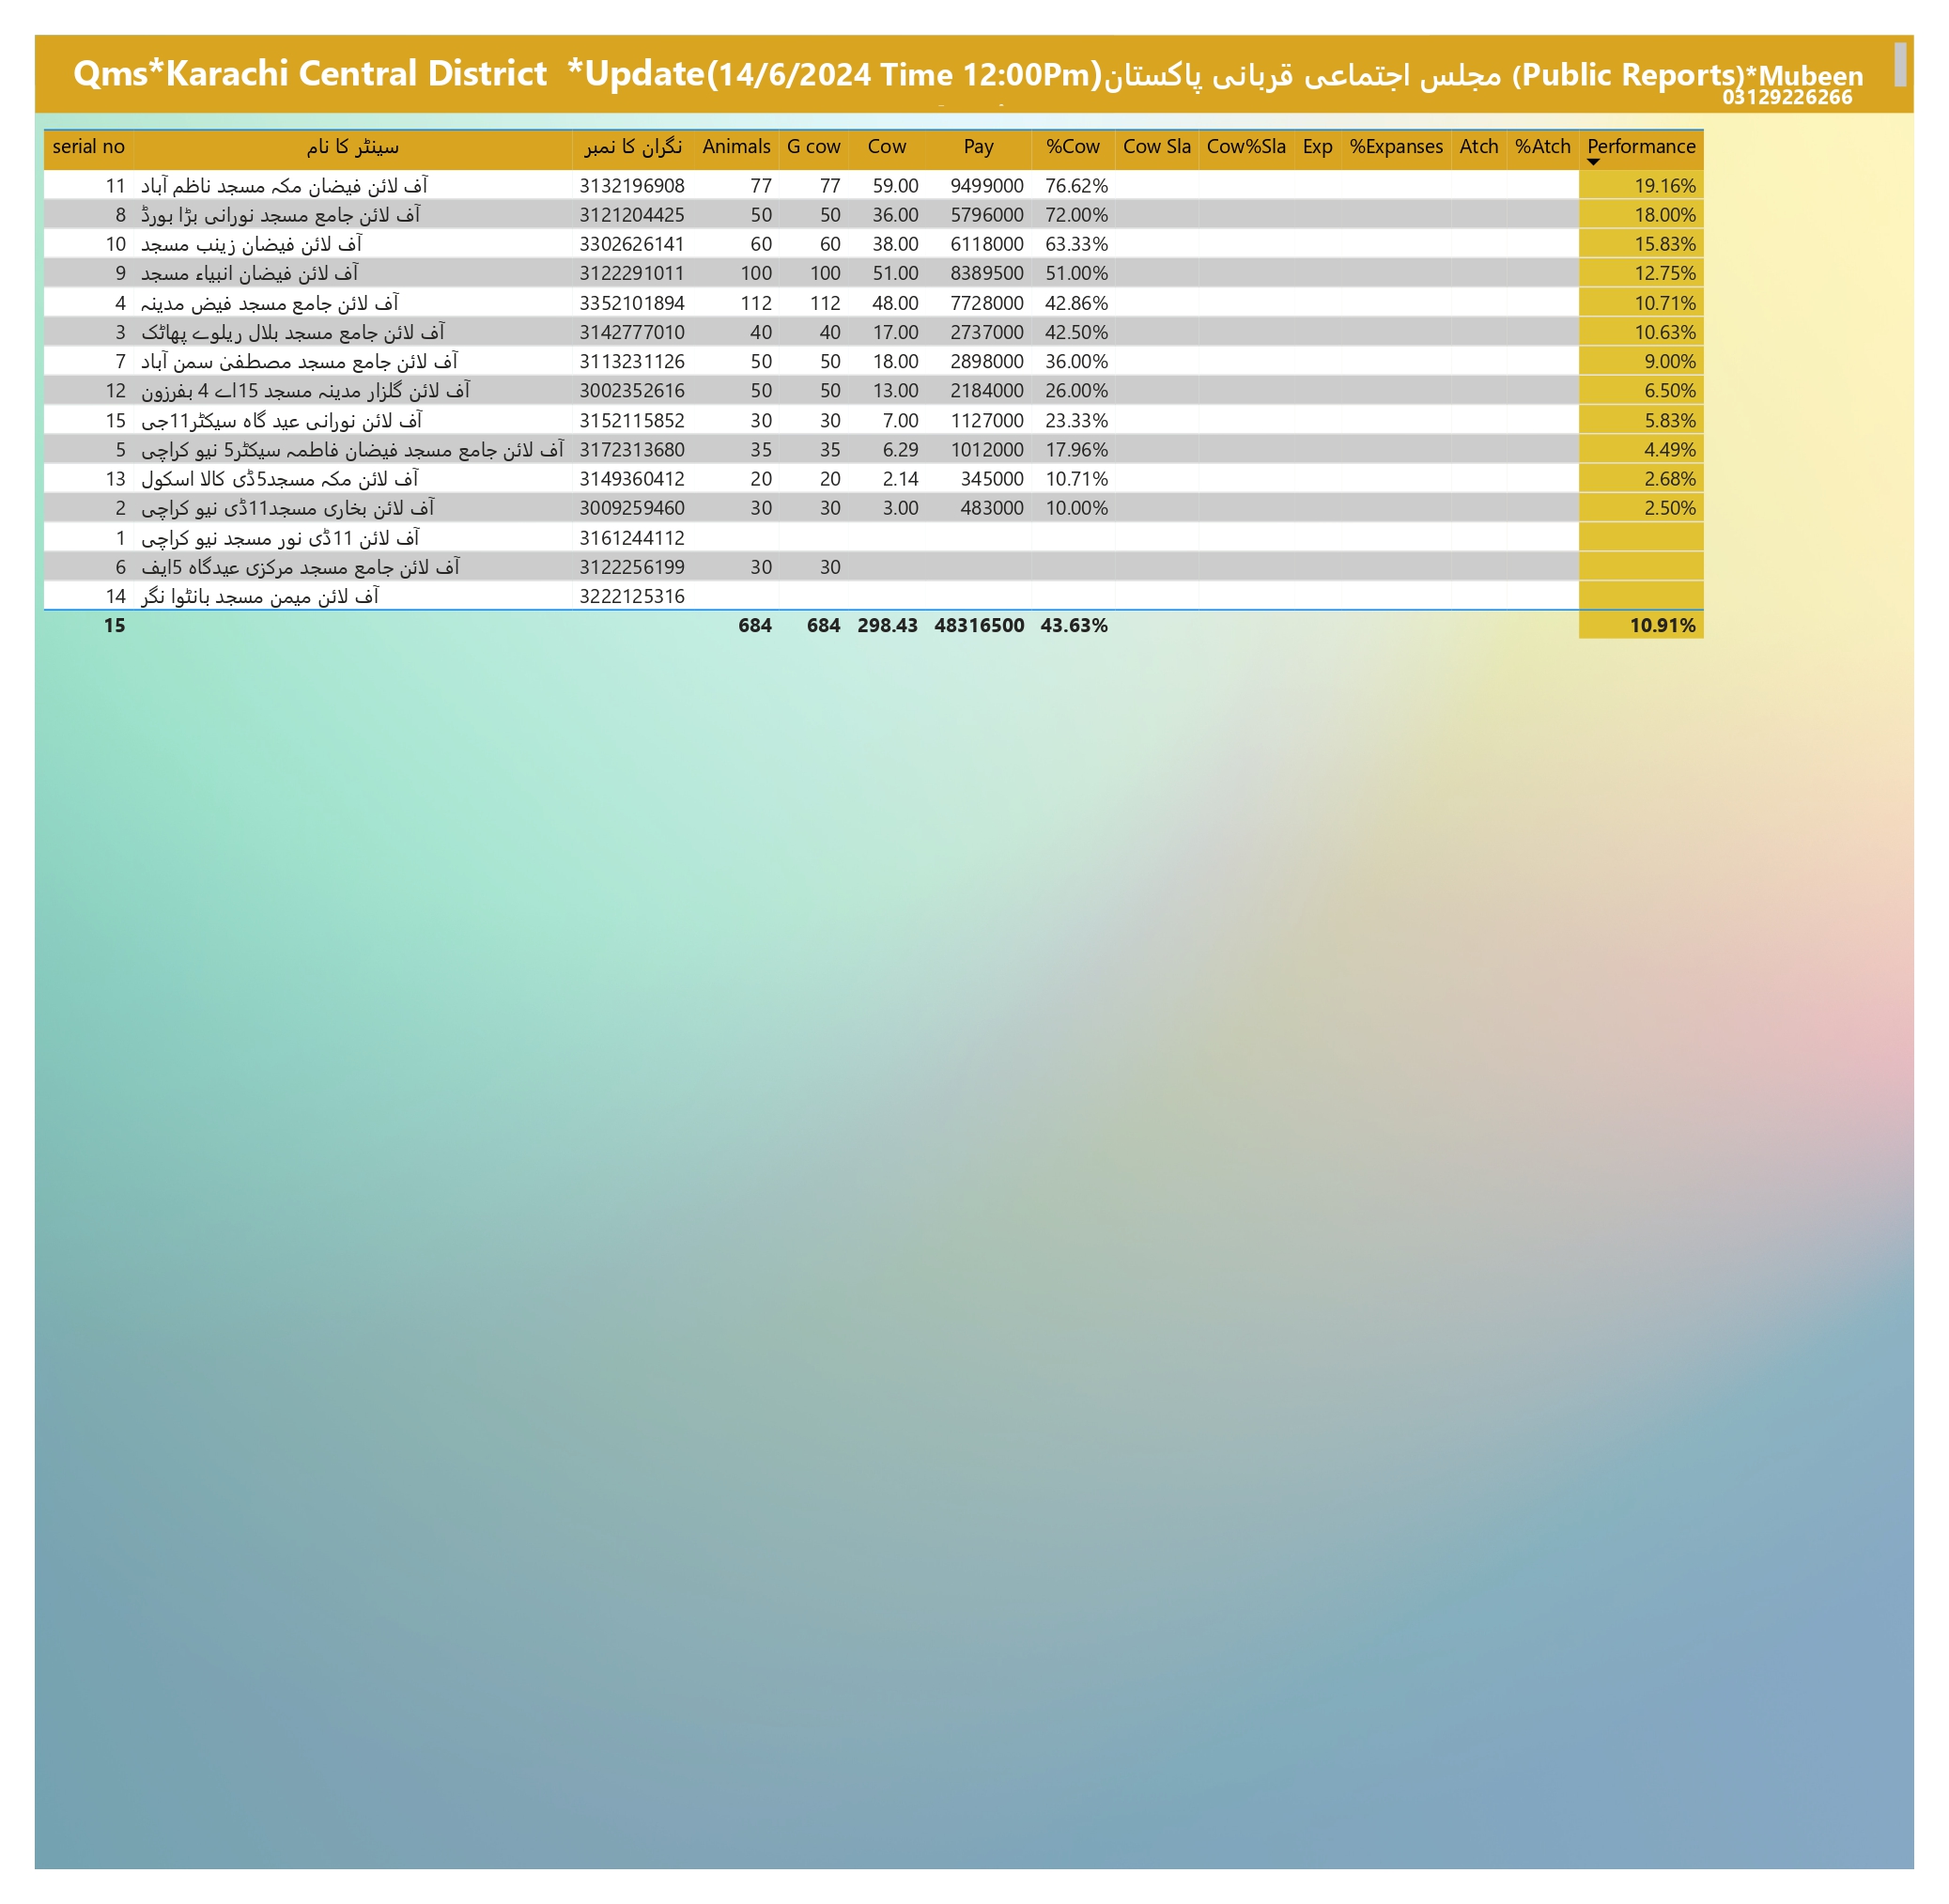 Qms*Karachi Central District *Update(14/6/2024 Time 12:00Pm)مجلس اجتماعی قربانی پاکستان (Public Reports)*Mubeen
03129226266
serial no سینٹر کا نام نگران کا نمبر Animals G cow Cow Pay %Cow Cow Sla Cow%Sla Exp %Expanses Atch %Atch Performance
11 آف لائن فیضان مکہ مسجد ناظم آباد 3132196908 77 77 59.00 9499000 76.62% 19.16%
8 آف لائن جامع مسجد نورانی بڑا بورڈ 3121204425 50 50 36.00 5796000 72.00% 18.00%
10 آف لائن فیضان زینب مسجد 3302626141 60 60 38.00 6118000 63.33% 15.83%
9 آف لائن فیضان انبیاء مسجد 3122291011 100 100 51.00 8389500 51.00% 12.75%
4 آف لائن جامع مسجد فیض مدینہ 3352101894 112 112 48.00 7728000 42.86% 10.71%
3 آف لائن جامع مسجد بلال ریلوے پھاٹک 3142777010 40 40 17.00 2737000 42.50% 10.63%
7 آف لائن جامع مسجد مصطفیٰ سمن آباد 3113231126 50 50 18.00 2898000 36.00% 9.00%
12 آف لائن گلزار مدینہ مسجد 15اے 4 بفرزون 3002352616 50 50 13.00 2184000 26.00% 6.50%
15 آف لائن نورانی عید گاہ سیکٹر11جی 3152115852 30 30 7.00 1127000 23.33% 5.83%
5 آف لائن جامع مسجد فیضان فاطمہ سیکٹر5 نیو کراچی 3172313680 35 35 6.29 1012000 17.96% 4.49%
13 آف لائن مکہ مسجد5ڈی کالا اسکول 3149360412 20 20 2.14 345000 10.71% 2.68%
2 آف لائن بخاری مسجد11ڈی نیو کراچی 3009259460 30 30 3.00 483000 10.00% 2.50%
1 آف لائن 11ڈی نور مسجد نیو کراچی 3161244112
6 آف لائن جامع مسجد مرکزی عیدگاہ 5ایف 3122256199 30 30
14 آف لائن میمن مسجد بانٹوا نگر 3222125316
15 684 684 298.43 48316500 43.63% 10.91%